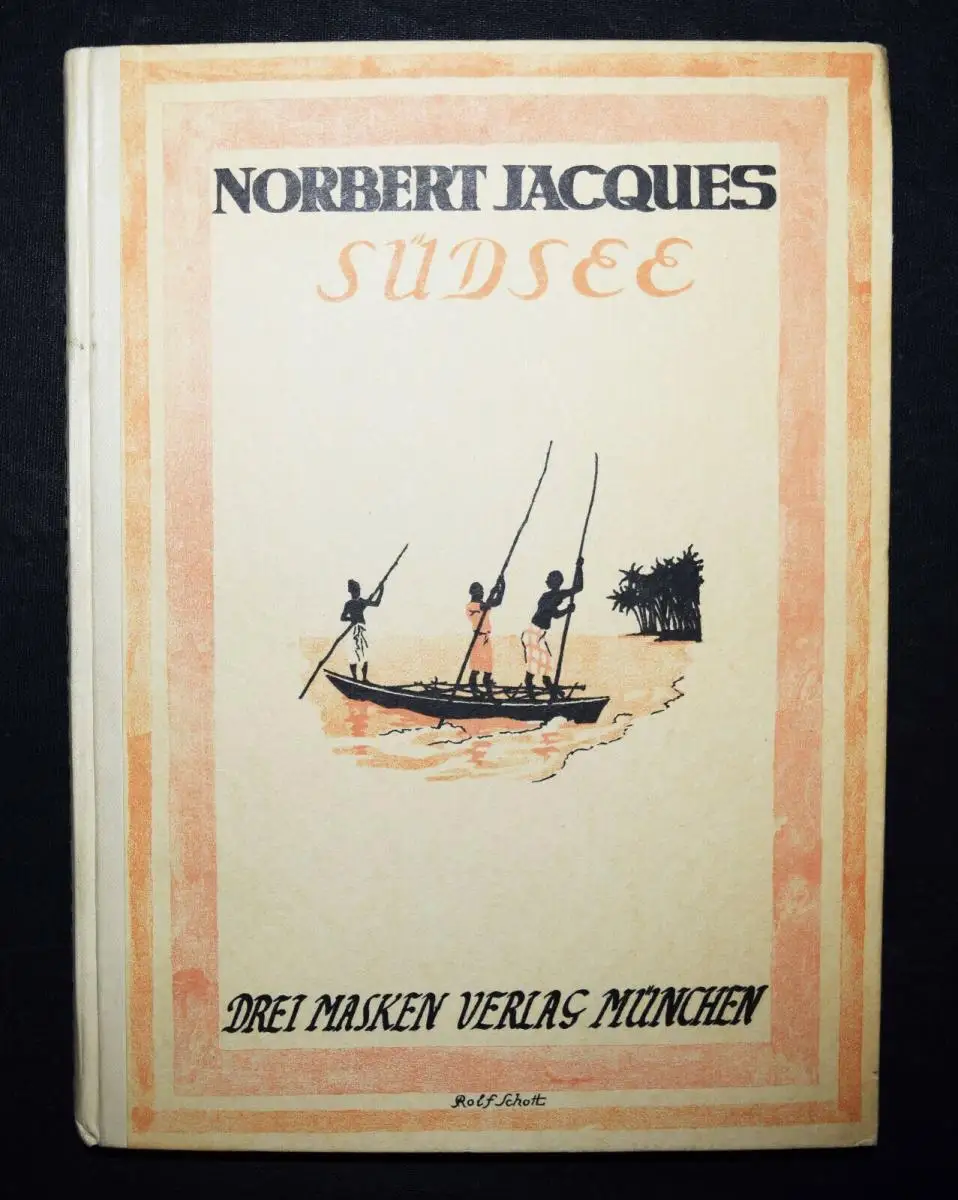 NORBERT JACQUES
SÜDSEE
DREI MASKEN VERLAG MÜNCHEN
Rolf Schott